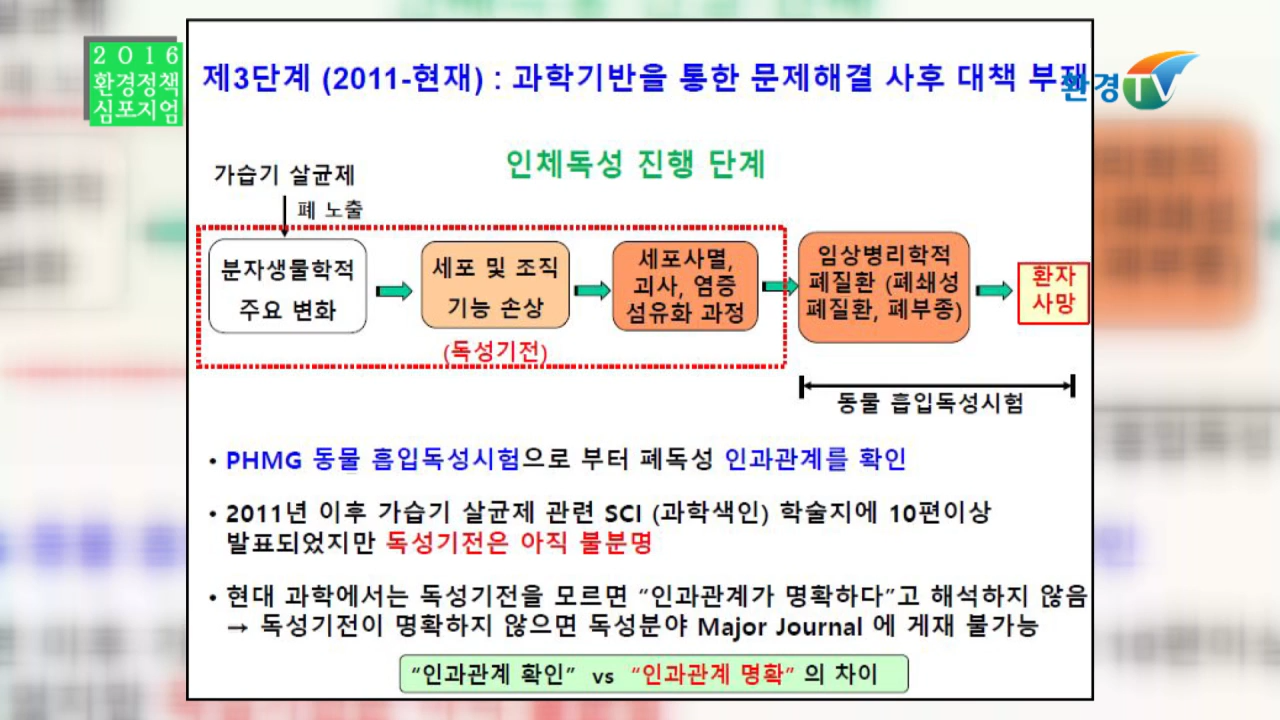 2016
환경정책
심포지엄
제3단계 (2011-현재) : 과학기반을 통한 문제해결 사후 대책 부재
환경TV
인체독성 진행 단계
가습기 살균제
폐 노출
분자생물학적
주요 변화
세포 및 조직
기능 손상
세포사멸,
괴사, 염증
섬유화 과정
임상병리학적
폐질환 (폐쇄성
폐질환, 폐부종)
환자
사망
(독성기전)
동물 흡입독성시험
• PHMG 동물 흡입독성시험으로 부터 폐독성 인과관계를 확인
• 2011년 이후 가습기 살균제 관련 SCI (과학색인) 학술지에 10편이상
발표되었지만 독성기전은 아직 불분명
• 현대 과학에서는 독성기전을 모르면 “인과관계가 명확하다”고 해석하지 않음
→ 독성기전이 명확하지 않으면 독성분야 Major Journal 에 게재 불가능
“인과관계 확인” vs “인과관계 명확” 의 차이